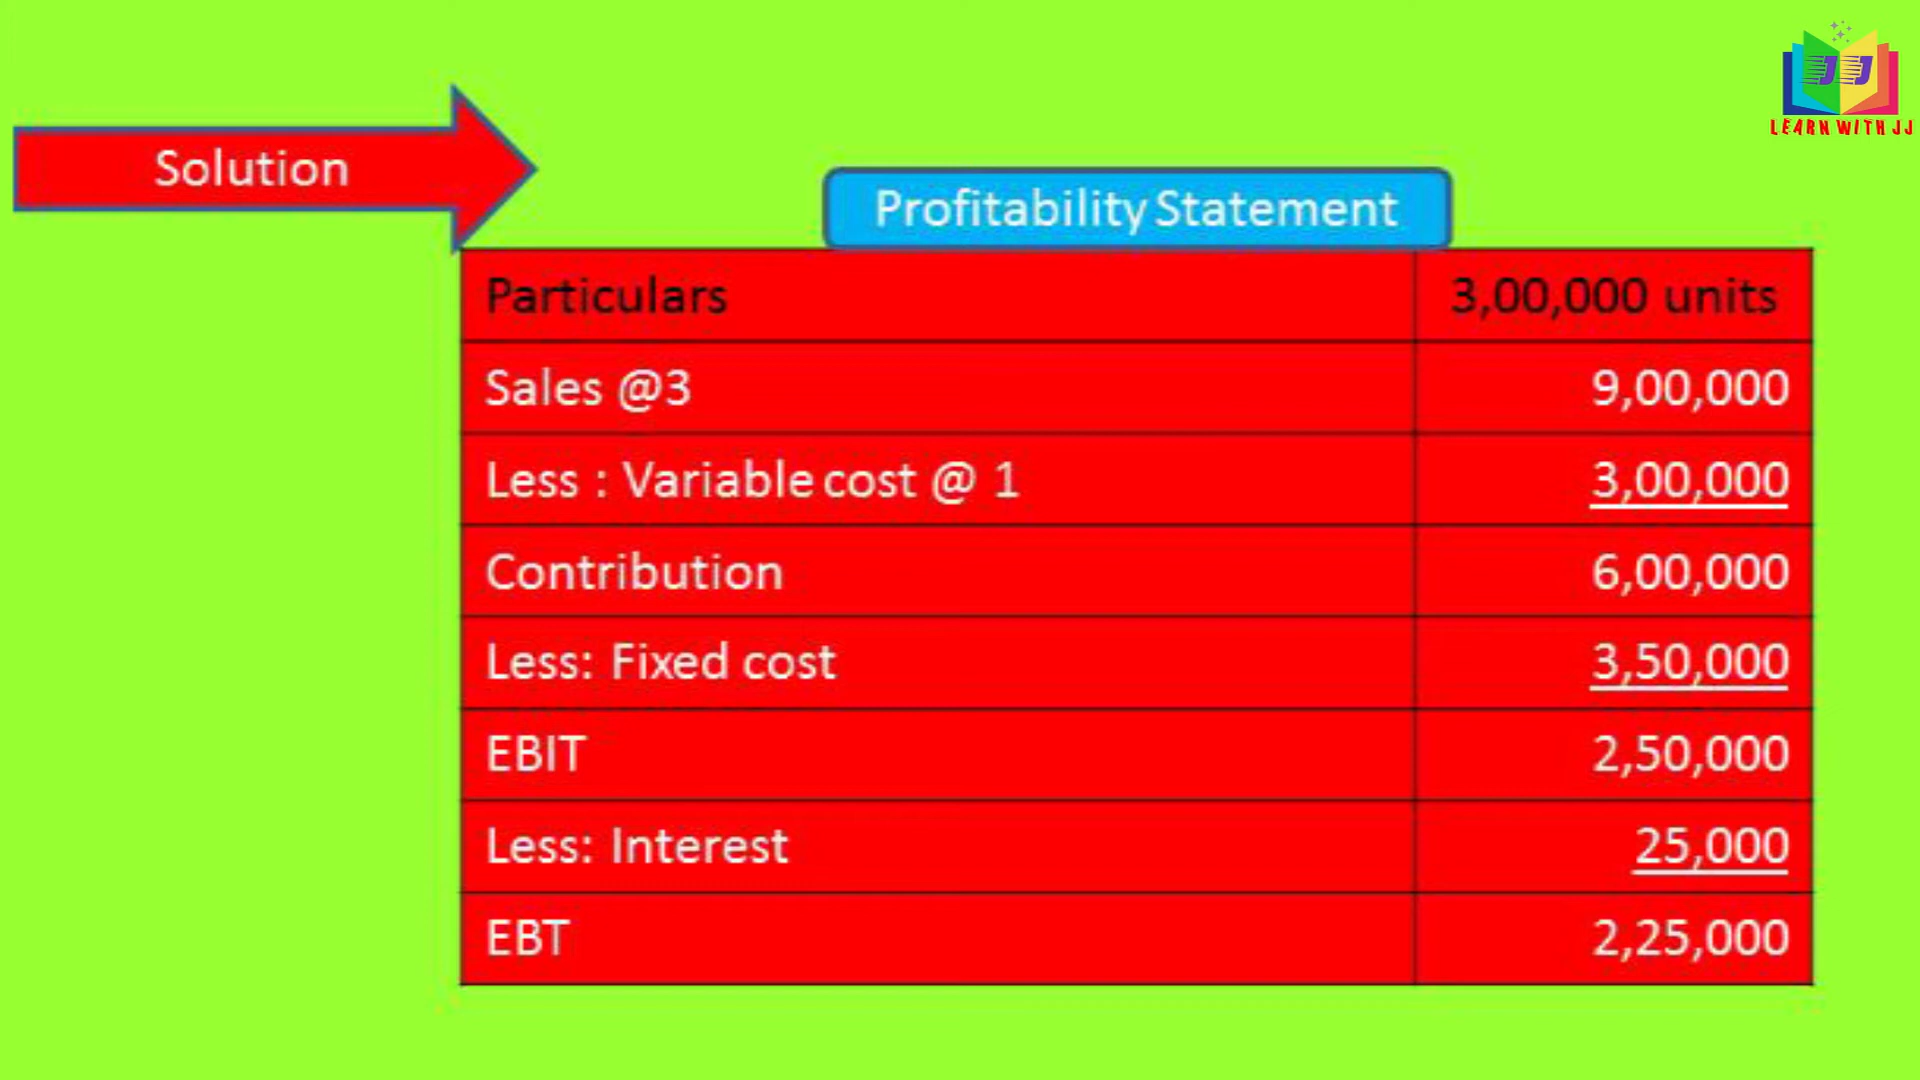 JJ
LEARN WITH JJ
Solution
Profitability Statement
Particulars 3,00,000 units
Sales @3 9,00,000
Less : Variable cost @ 1 3,00,000
Contribution 6,00,000
Less: Fixed cost 3,50,000
EBIT 2,50,000
Less: Interest 25,000
EBT 2,25,000